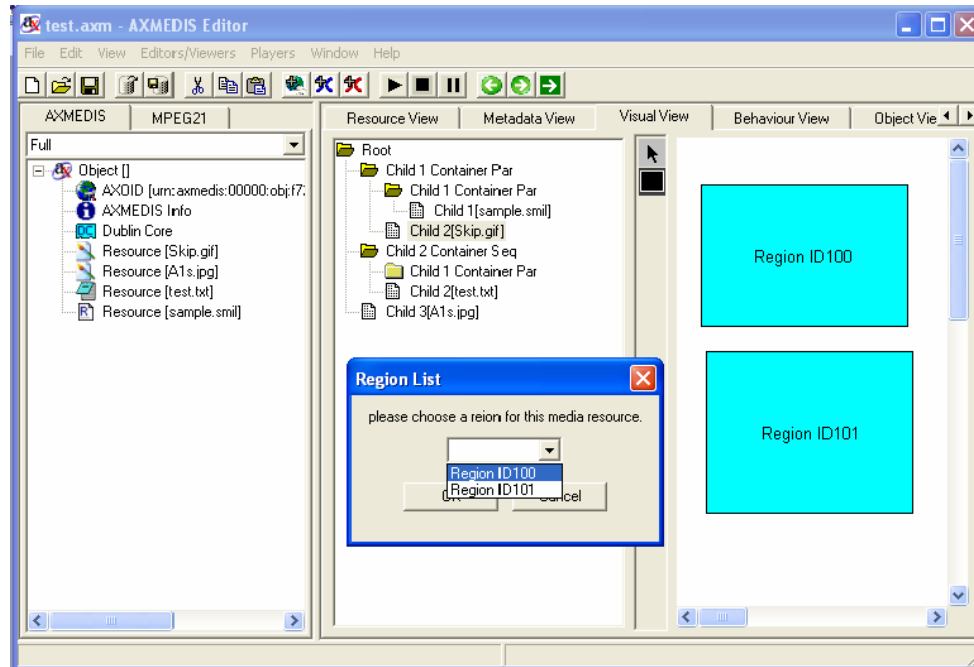 test.axm - AXMEDIS Editor
File Edit View Editors/Viewers Players Window Help
AXMEDIS MPEG21
Full
Object []
AXOID [urn:axmedis:00000:obj:f7
AXMEDIS Info
Dublin Core
Resource [Skip.gif]
Resource [A1s.jpg]
Resource [test.txt]
Resource [sample.smil]
Resource View Metadata View Visual View Behaviour View Object Vie
Root
Child 1 Container Par
Child 1 Container Par
Child 1[sample.smil]
Child 2[Skip.gif]
Child 2 Container Seq
Child 1 Container Par
Child 2[test.txt]
Child 3[A1s.jpg]
Region ID100
Region ID101
Region List
please choose a reion for this media resource.
Region ID100
Region ID101
Cancel